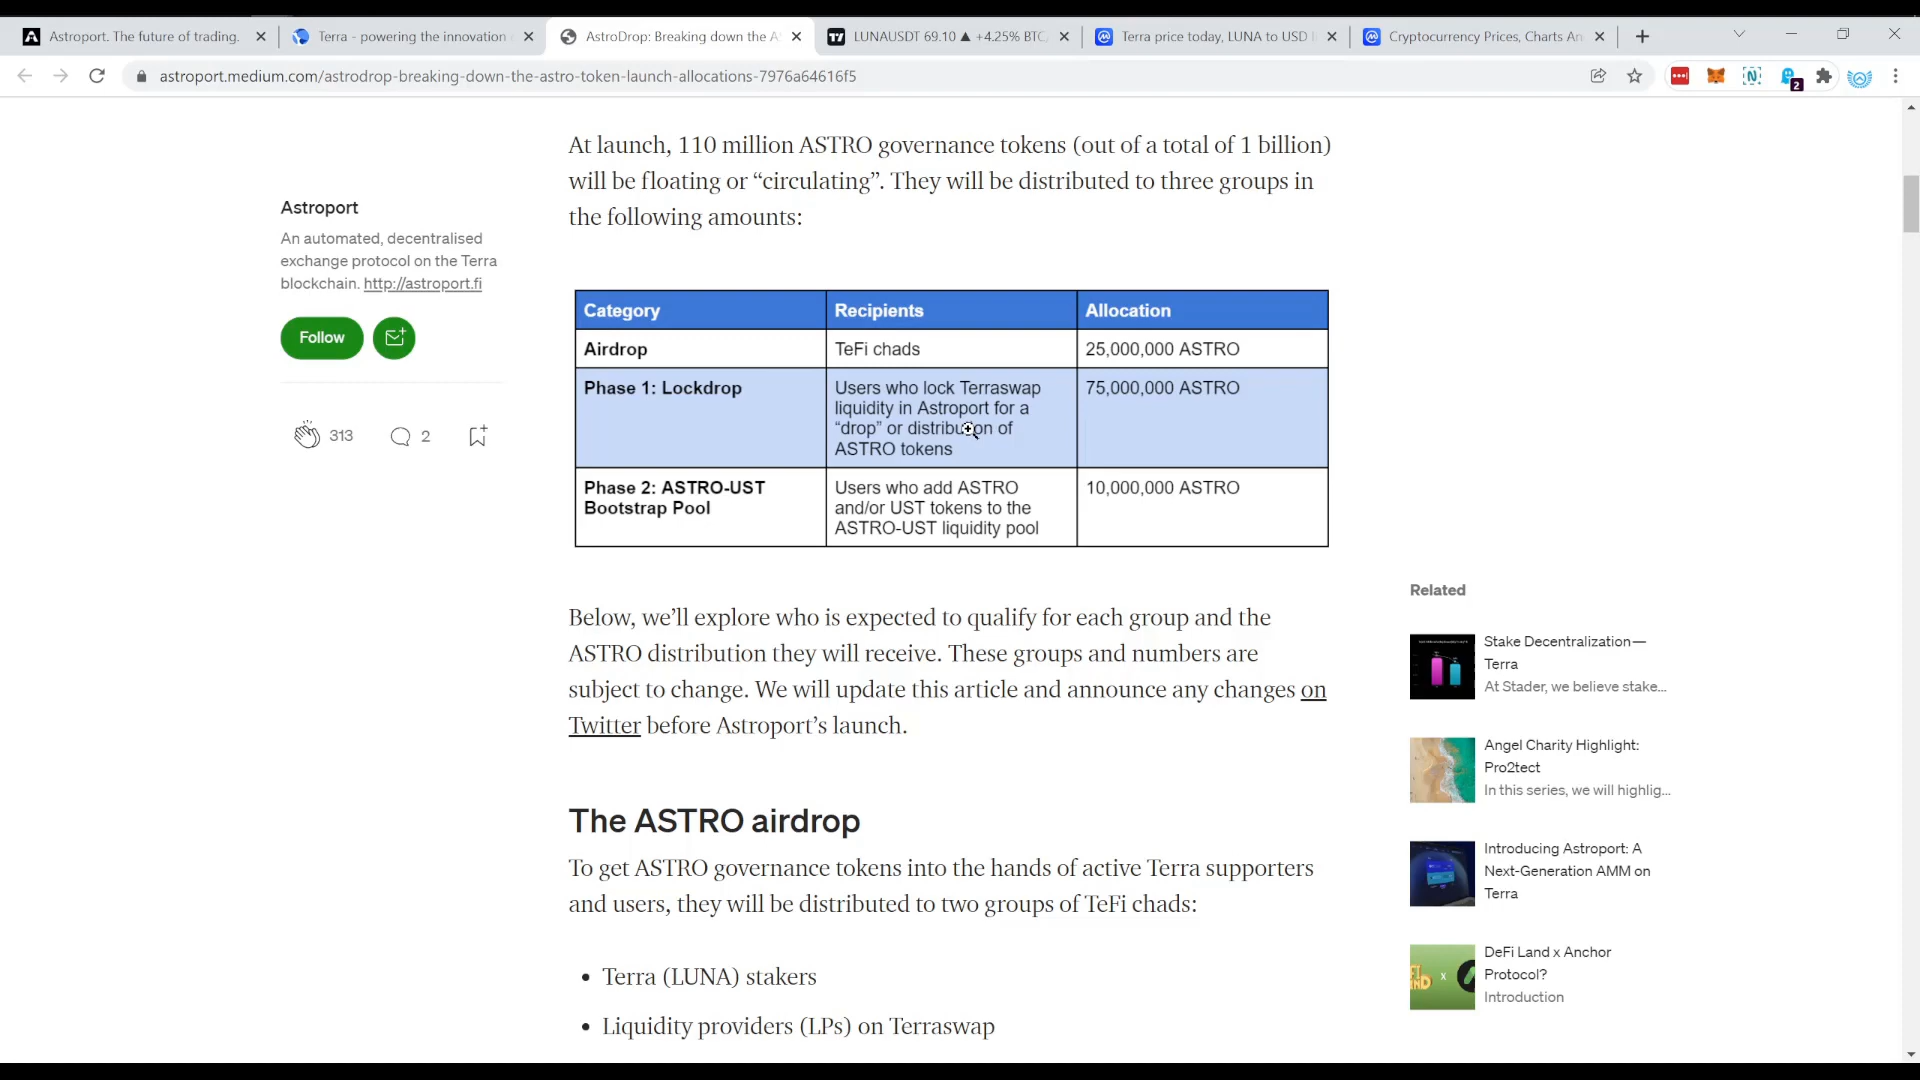 Astroport. The future of trading.
Terra - powering the innovation
AstroDrop: Breaking down the A
LUNAUSDT 69.10 ▲ +4.25% BTC
Terra price today, LUNA to USD l
Cryptocurrency Prices, Charts An
astroport.medium.com/astrodrop-breaking-down-the-astro-token-launch-allocations-7976a64616f5
2
At launch, 110 million ASTRO governance tokens (out of a total of 1 billion)
will be floating or “circulating”. They will be distributed to three groups in
the following amounts:
Astroport
An automated, decentralised
exchange protocol on the Terra
blockchain. http://astroport.fi
Follow
313
2
Category Recipients Allocation
Airdrop TeFi chads 25,000,000 ASTRO
Phase 1: Lockdrop Users who lock Terraswap 75,000,000 ASTRO
liquidity in Astroport for a
“drop” or distribution of
ASTRO tokens
Phase 2: ASTRO-UST Users who add ASTRO 10,000,000 ASTRO
Bootstrap Pool and/or UST tokens to the
ASTRO-UST liquidity pool
Below, we’ll explore who is expected to qualify for each group and the
ASTRO distribution they will receive. These groups and numbers are
subject to change. We will update this article and announce any changes on
Twitter before Astroport’s launch.
The ASTRO airdrop
To get ASTRO governance tokens into the hands of active Terra supporters
and users, they will be distributed to two groups of TeFi chads:
• Terra (LUNA) stakers
• Liquidity providers (LPs) on Terraswap
Related
Stake Decentralization—
Terra
At Stader, we believe stake...
Angel Charity Highlight:
Pro2tect
In this series, we will highlig...
Introducing Astroport: A
Next-Generation AMM on
Terra
DeFi Land x Anchor
Protocol?
Introduction